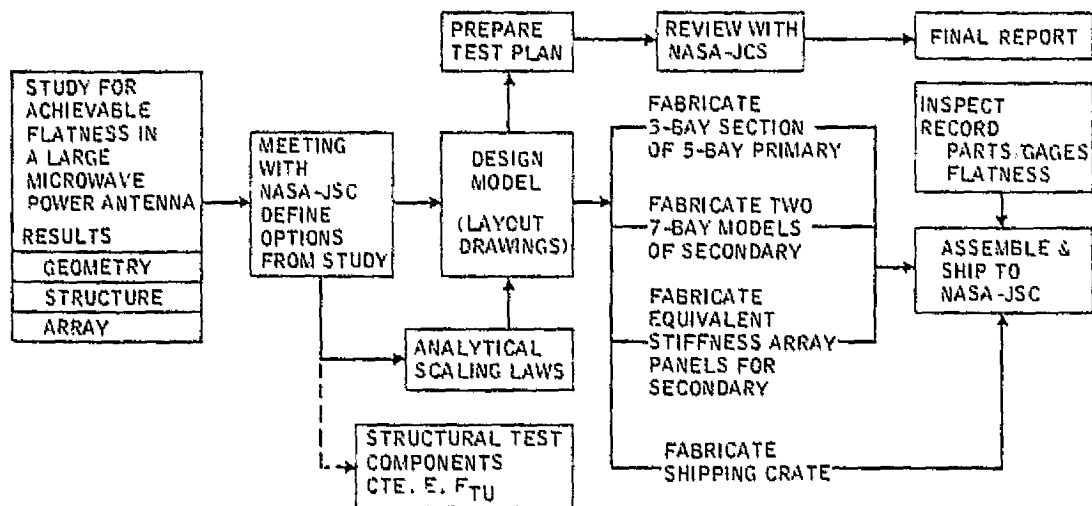 STUDY FOR
ACHIEVABLE
FLATNESS IN
A LARGE
MICROWAVE
POWER ANTENNA
RESULTS
GEOMETRY
STRUCTURE
ARRAY
MEETING
WITH
NASA-JSC
DEFINE
OPTIONS
FROM STUDY
PREPARE
TEST PLAN
DESIGN
MODEL
(LAYOUT
DRAWINGS)
ANALYTICAL
SCALING LAWS
STRUCTURAL TEST
COMPONENTS
CTE. E. FTU
REVIEW WITH
NASA-JCS
FINAL REPORT
FABRICATE
3-BAY SECTION
OF 5-BAY PRIMARY
FABRICATE TWO
7-BAY MODELS
OF SECONDARY
FABRICATE
EQUIVALENT
STIFFNESS ARRAY
PANELS FOR
SECONDARY
FABRICATE
SHIPPING CRATE
INSPECT
RECORD
PARTS/GAGES
FLATNESS
ASSEMBLE &
SHIP TO
NASA-JSC